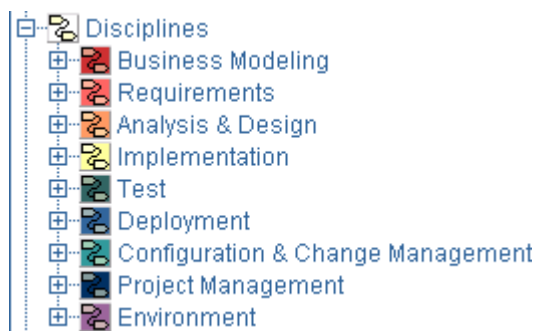 Disciplines
Business Modeling
Requirements
Analysis & Design
Implementation
Test
Deployment
Configuration & Change Management
Project Management
Environment